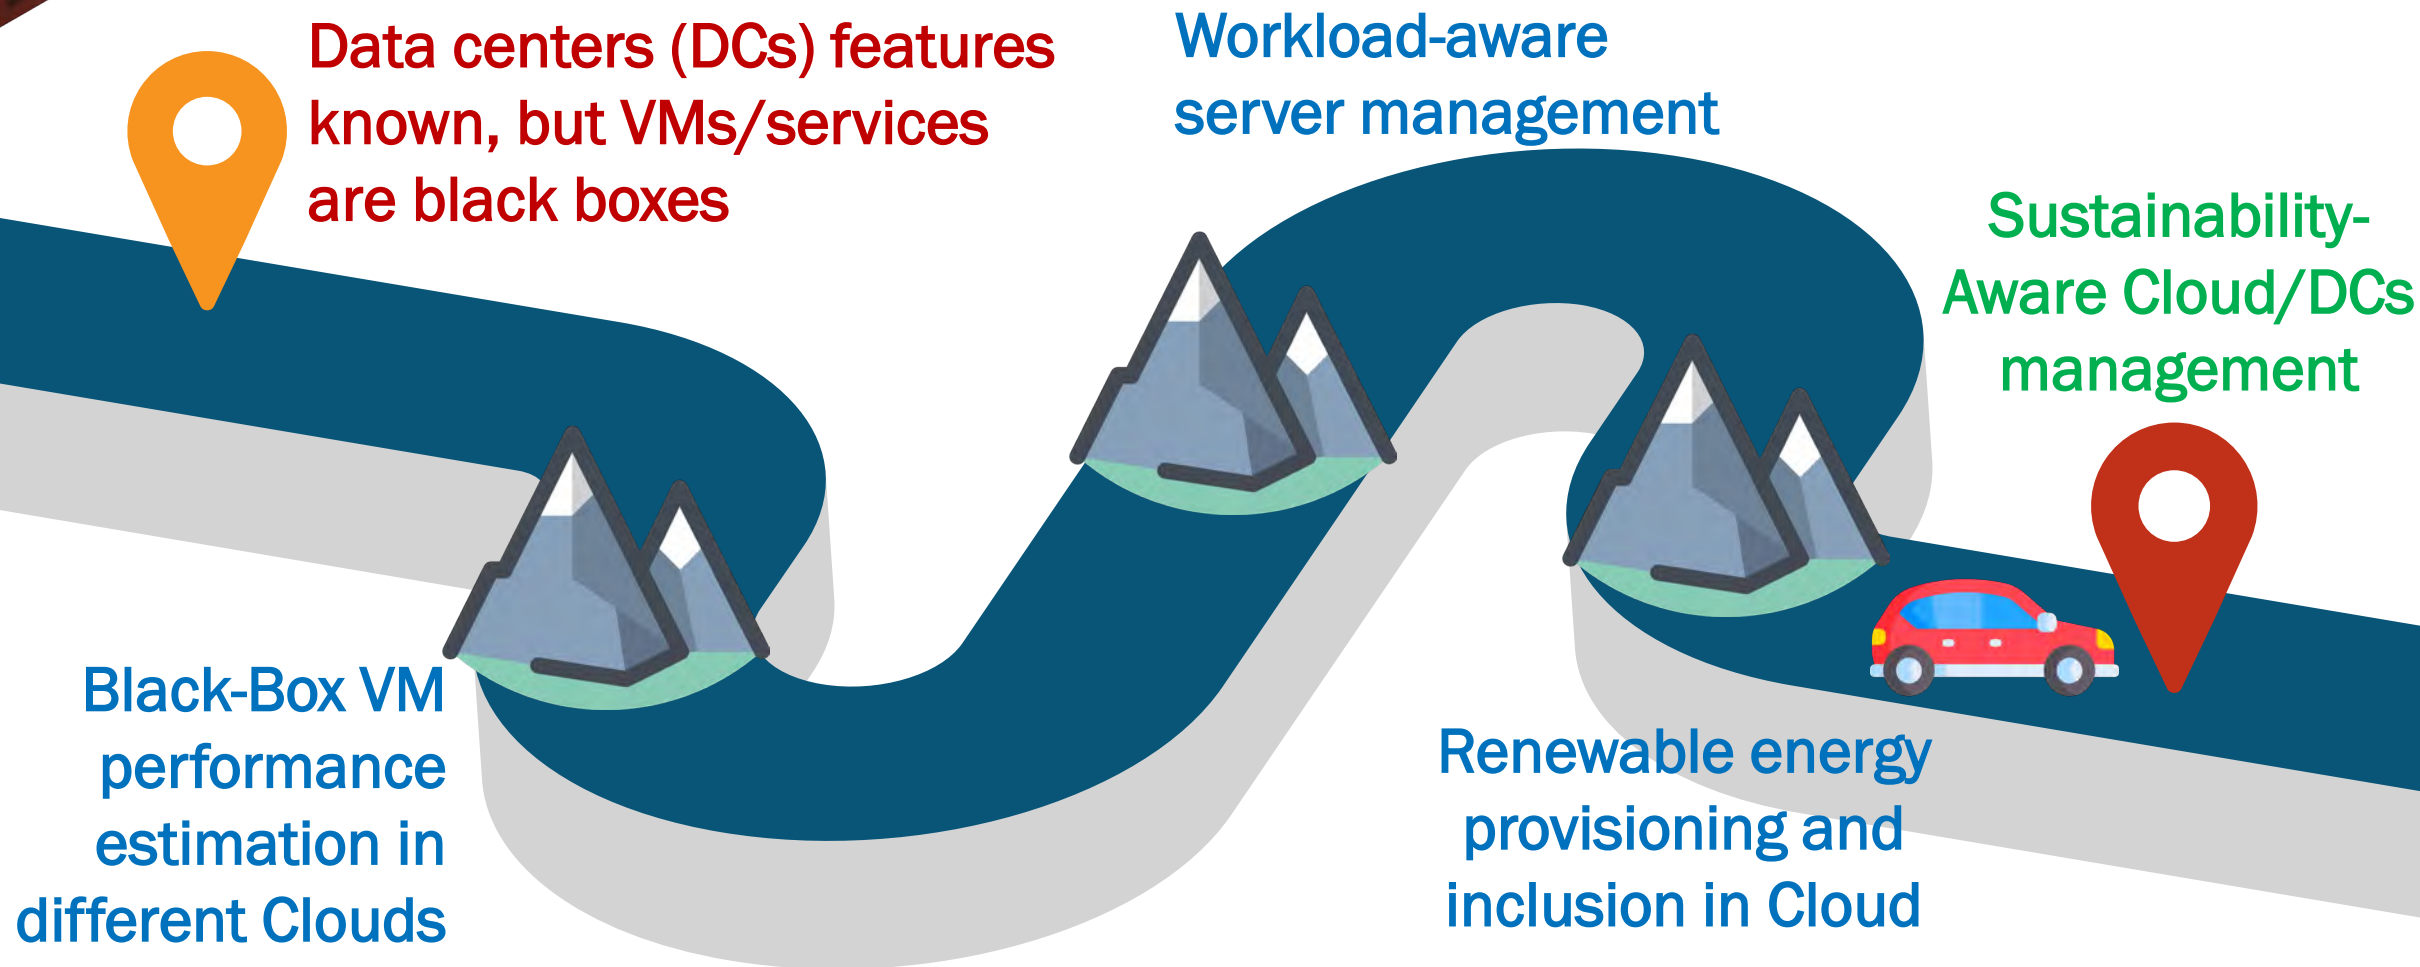 Data centers (DCs) features
known, but VMs/services
are black boxes
Workload-aware
server management
Sustainability-
Aware Cloud/DCs
management
Black-Box VM
performance
estimation in
different Clouds
Renewable energy
provisioning and
inclusion in Cloud